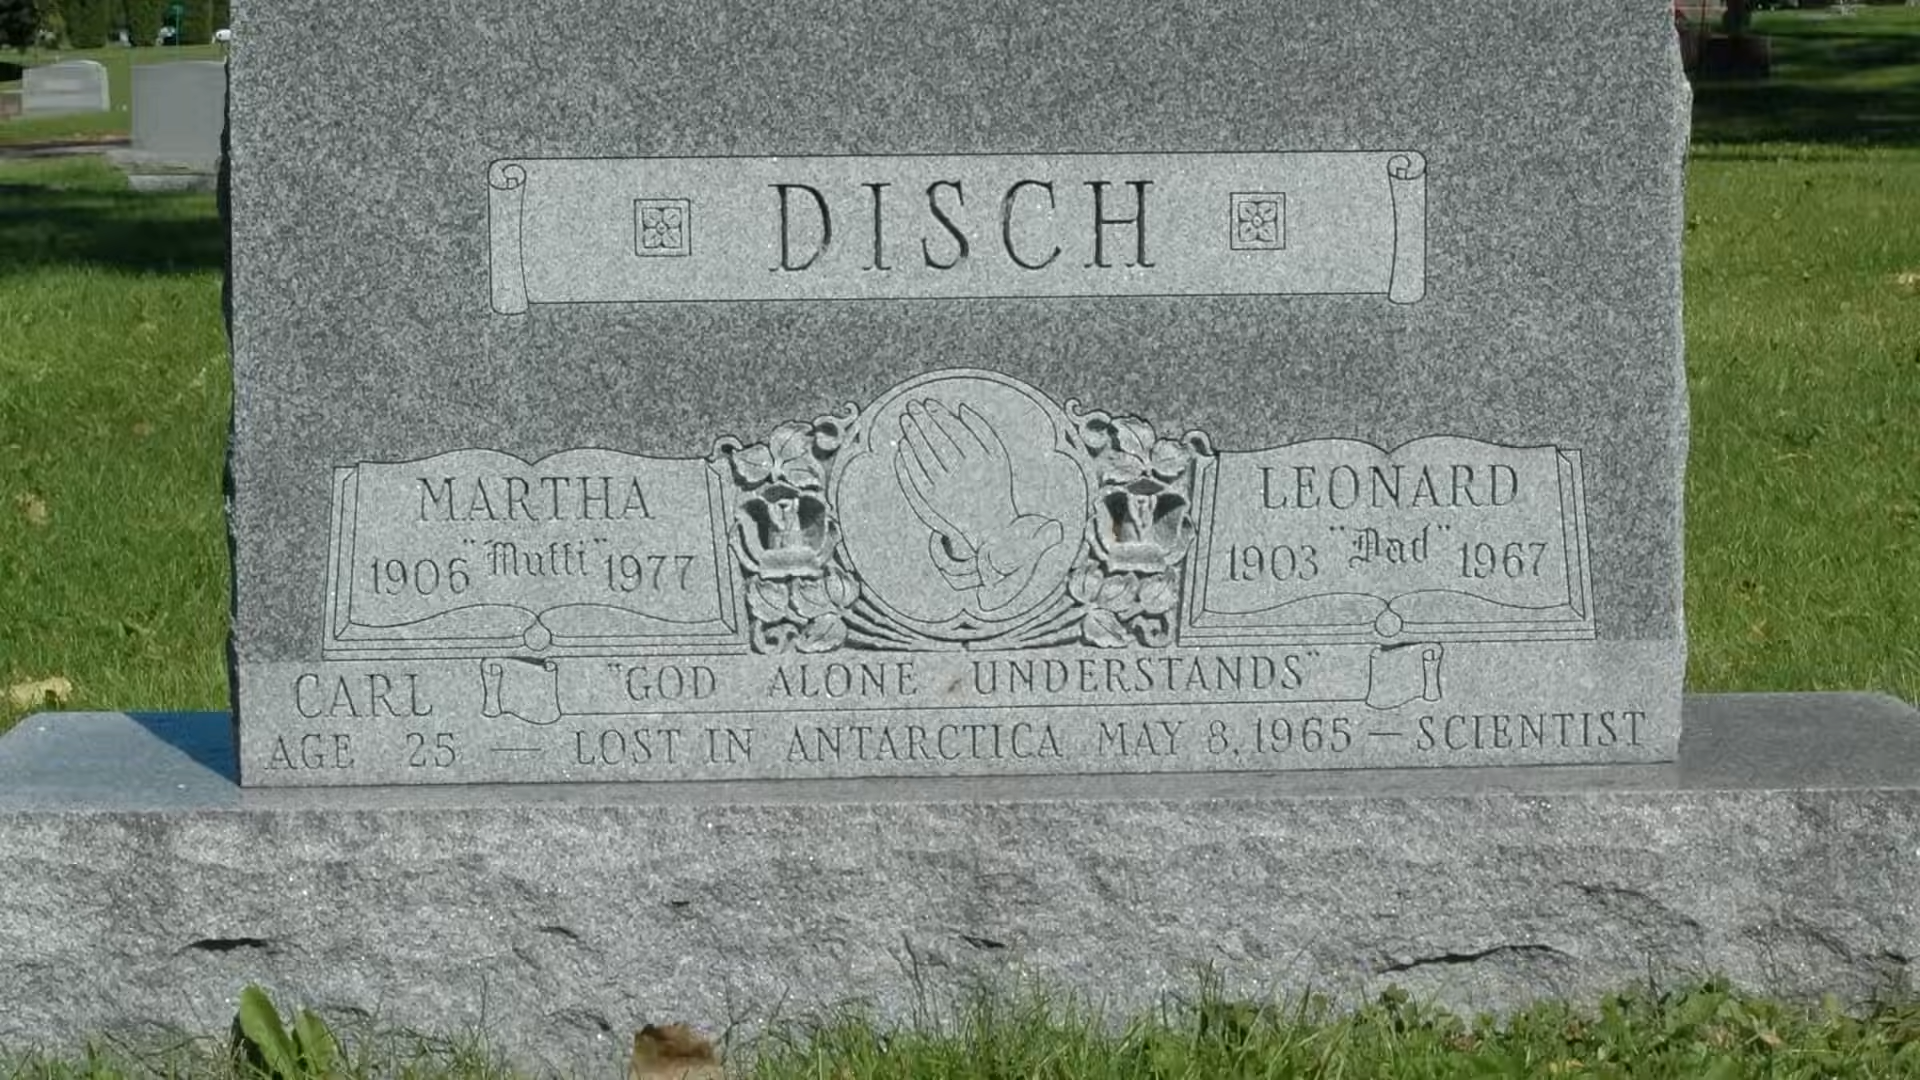 DISCH
MARTHA
1906 "Mutti" 1977
LEONARD
1903 "Dad" 1967
CARL "GOD ALONE UNDERSTANDS"
AGE 25 — LOST IN ANTARCTICA MAY 8, 1965 — SCIENTIST